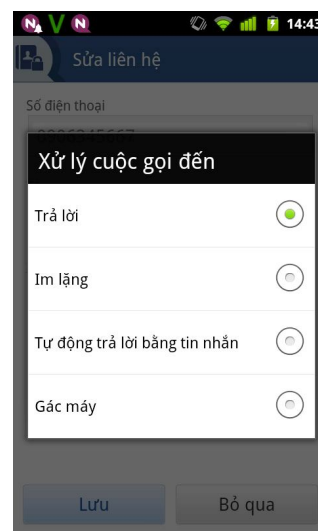 14:43
Sửa liên hệ
Số điện thoại
Xử lý cuộc gọi đến
Trả lời
Im lặng
Tự động trả lời bằng tin nhắn
Gác máy
Lưu
Bỏ qua